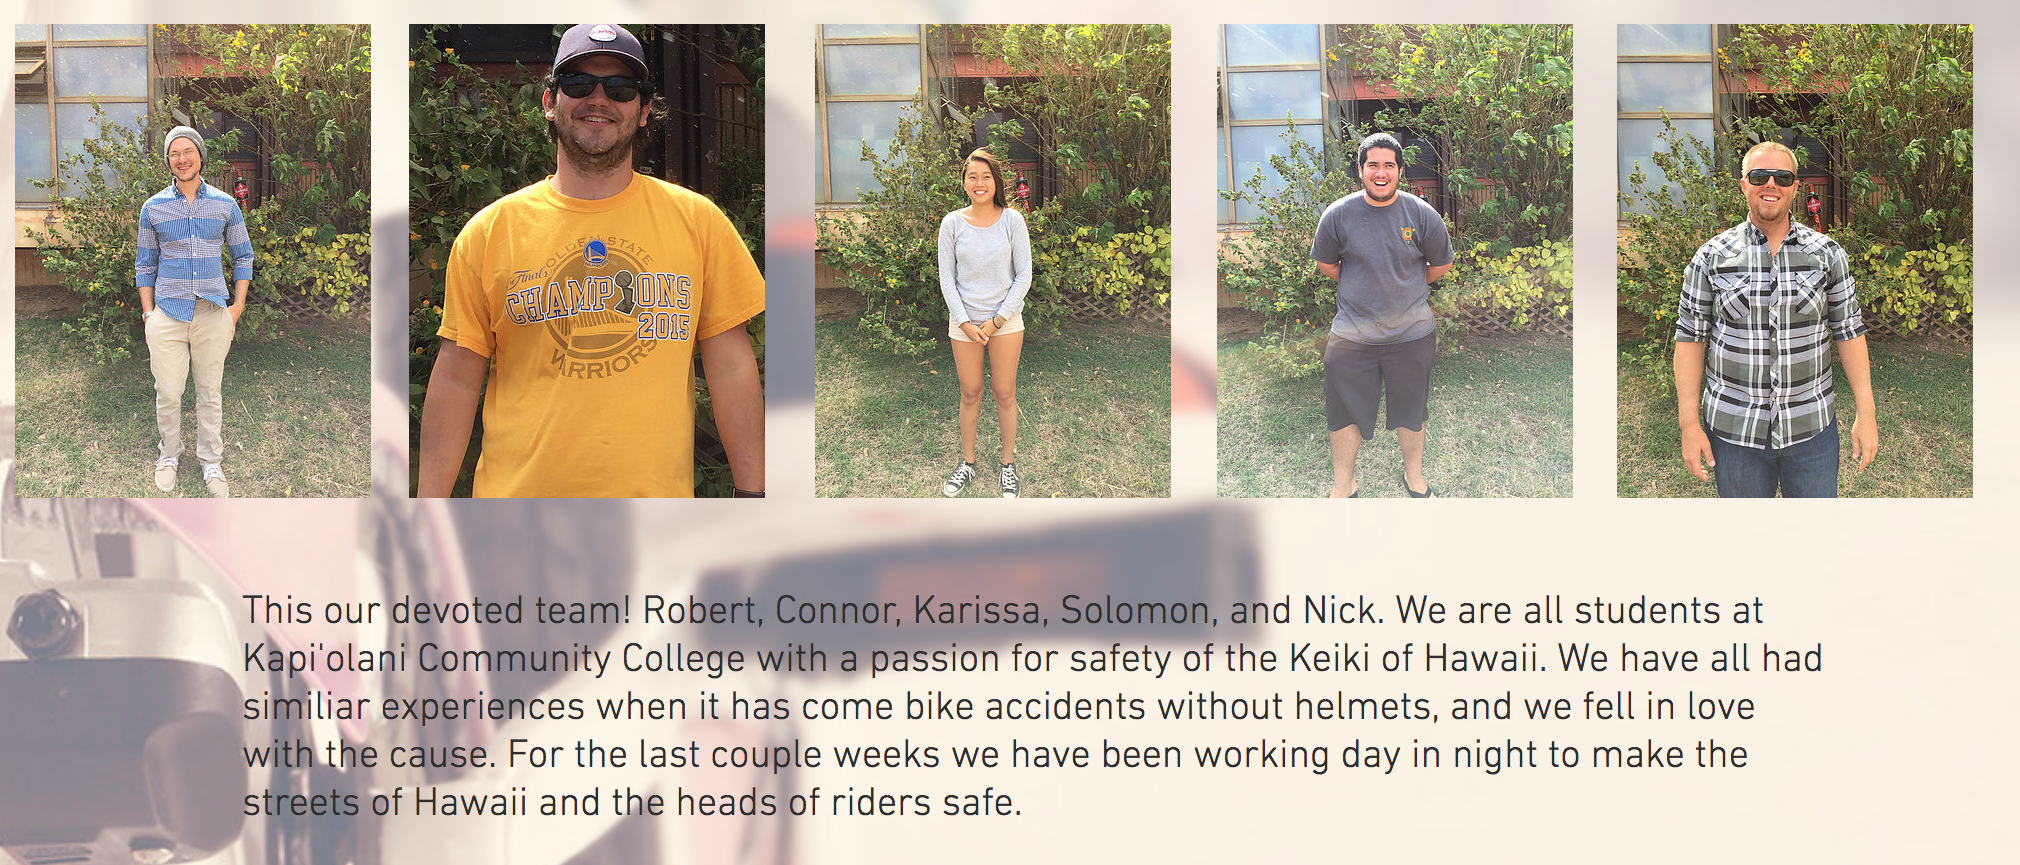 The Finals
GOLDEN STATE
CHAMPIONS
2015
WARRIORS
This our devoted team! Robert, Connor, Karissa, Solomon, and Nick. We are all students at
Kapi'olani Community College with a passion for safety of the Keiki of Hawaii. We have all had
similiar experiences when it has come bike accidents without helmets, and we fell in love
with the cause. For the last couple weeks we have been working day in night to make the
streets of Hawaii and the heads of riders safe.